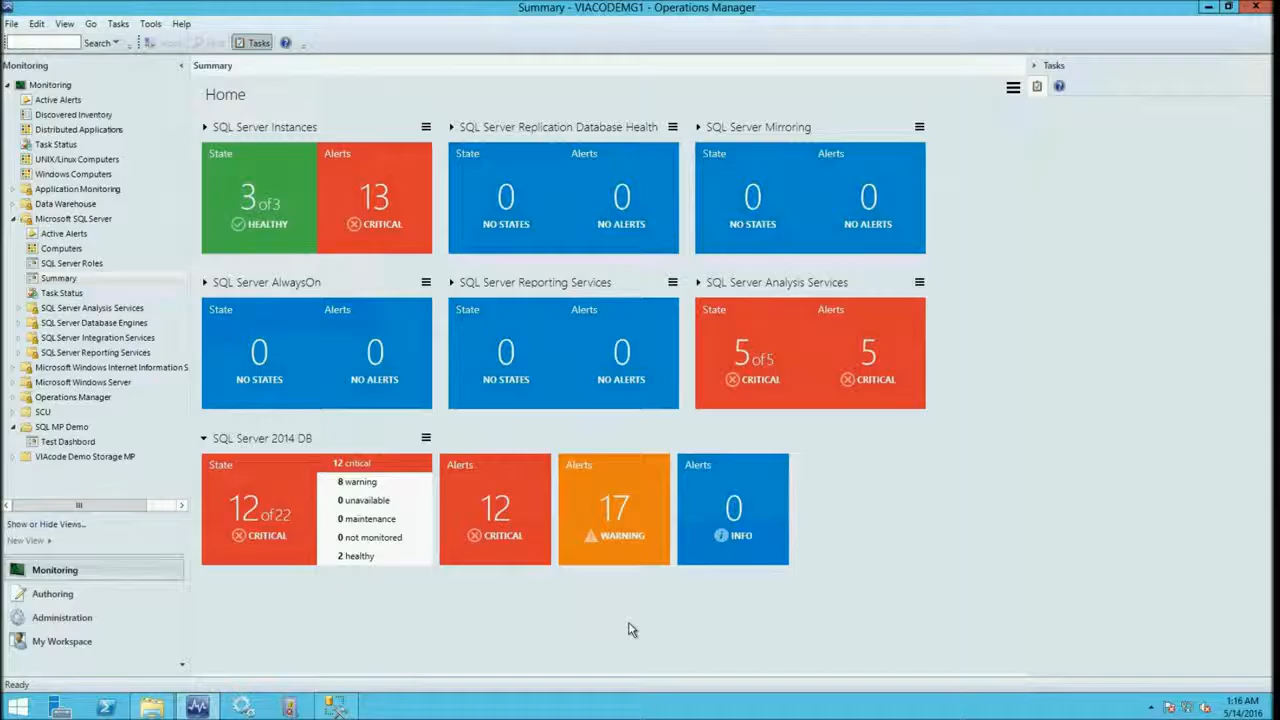 Summary - VIACODEMG1 - Operations Manager
File Edit View Go Tasks Tools Help
Search Tasks
Monitoring
Summary
Tasks
Monitoring
Active Alerts
Discovered Inventory
Distributed Applications
Task Status
UNIX/Linux Computers
Windows Computers
Application Monitoring
Data Warehouse
Microsoft SQL Server
Active Alerts
Computers
SQL Server Roles
Summary
Task Status
SQL Server Analysis Services
SQL Server Database Engines
SQL Server Integration Services
SQL Server Reporting Services
Microsoft Windows Internet Information S
Microsoft Windows Server
Operations Manager
SCU
SQL MP Demo
Test Dashbord
VIAcode Demo Storage MP
Show or Hide Views...
New View
Monitoring
Authoring
Administration
My Workspace
Ready
Home
SQL Server Instances
State Alerts
3 of 3 13
HEALTHY CRITICAL
SQL Server Replication Database Health
State Alerts
0 0
NO STATES NO ALERTS
SQL Server Mirroring
State Alerts
0 0
NO STATES NO ALERTS
SQL Server AlwaysOn
State Alerts
0 0
NO STATES NO ALERTS
SQL Server Reporting Services
State Alerts
0 0
NO STATES NO ALERTS
SQL Server Analysis Services
State Alerts
5 of 5 5
CRITICAL CRITICAL
SQL Server 2014 DB
State
12 of 22
CRITICAL
12 critical
8 warning
0 unavailable
0 maintenance
0 not monitored
2 healthy
Alerts
12
CRITICAL
Alerts
17
WARNING
Alerts
0
INFO
1:16 AM
5/14/2016